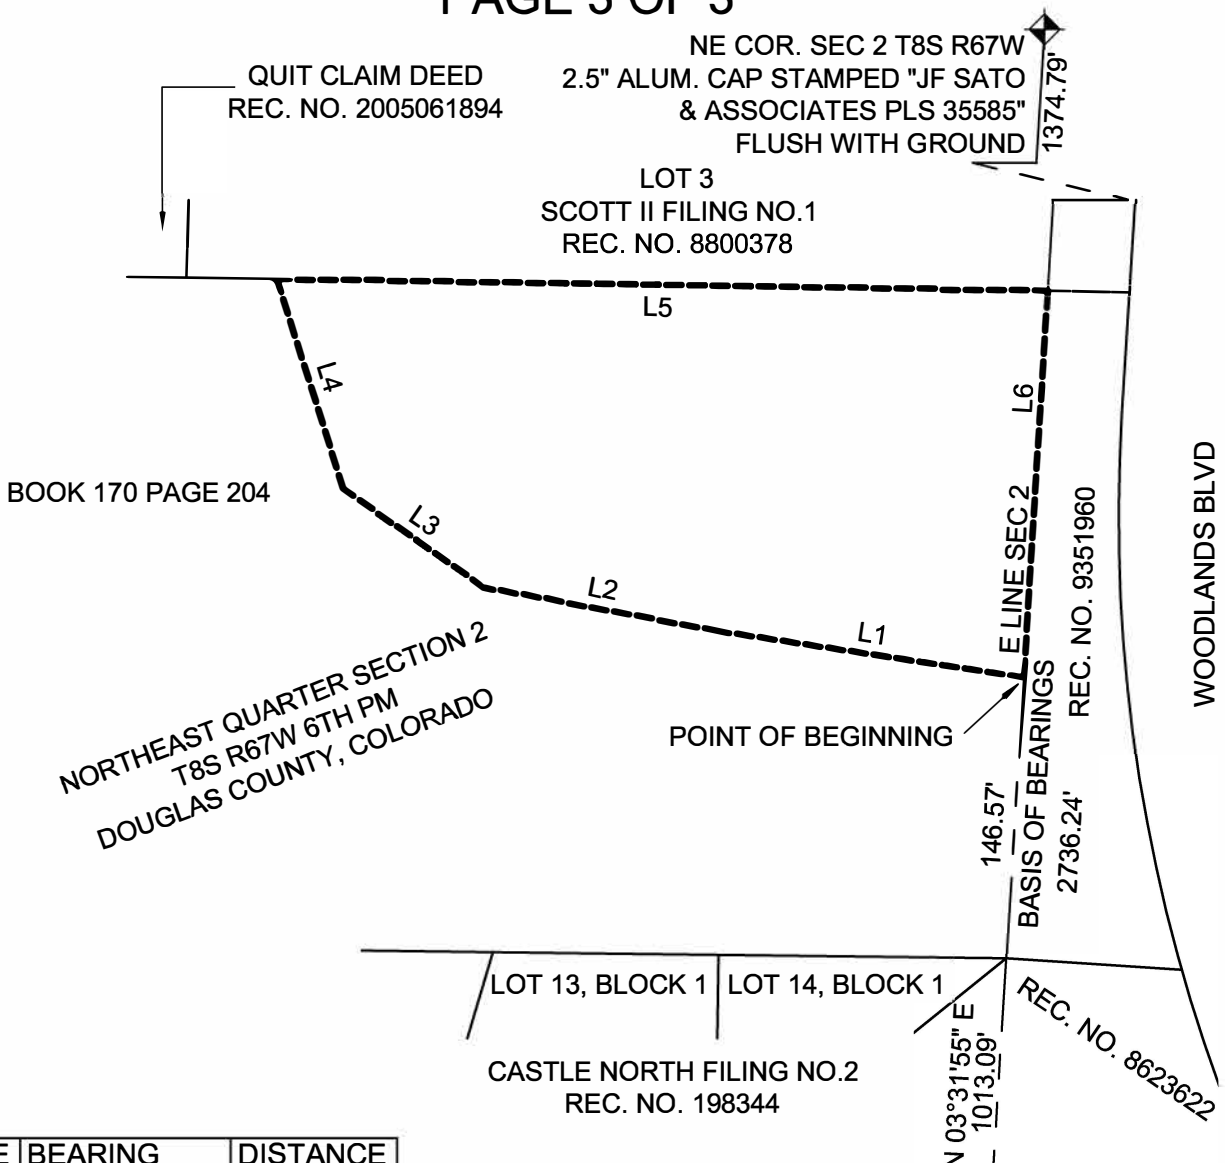 PAGE 3 OF 3
NE COR. SEC 2 T8S R67W
2.5" ALUM. CAP STAMPED "JF SATO
& ASSOCIATES PLS 35585"
FLUSH WITH GROUND
1374.79'
QUIT CLAIM DEED
REC. NO. 2005061894
LOT 3
SCOTT II FILING NO.1
REC. NO. 8800378
L5
L4
L6
BOOK 170 PAGE 204
L3
L2
L1
E LINE SEC 2
REC. NO. 9351960
WOODLANDS BLVD
NORTHEAST QUARTER SECTION 2
T8S R67W 6TH PM
DOUGLAS COUNTY, COLORADO
POINT OF BEGINNING
146.57'
BASIS OF BEARINGS
2736.24'
LOT 13, BLOCK 1
LOT 14, BLOCK 1
N 03°31'55" E
1013.09'
REC. NO. 8623622
CASTLE NORTH FILING NO.2
REC. NO. 198344
BEARING
DISTANCE